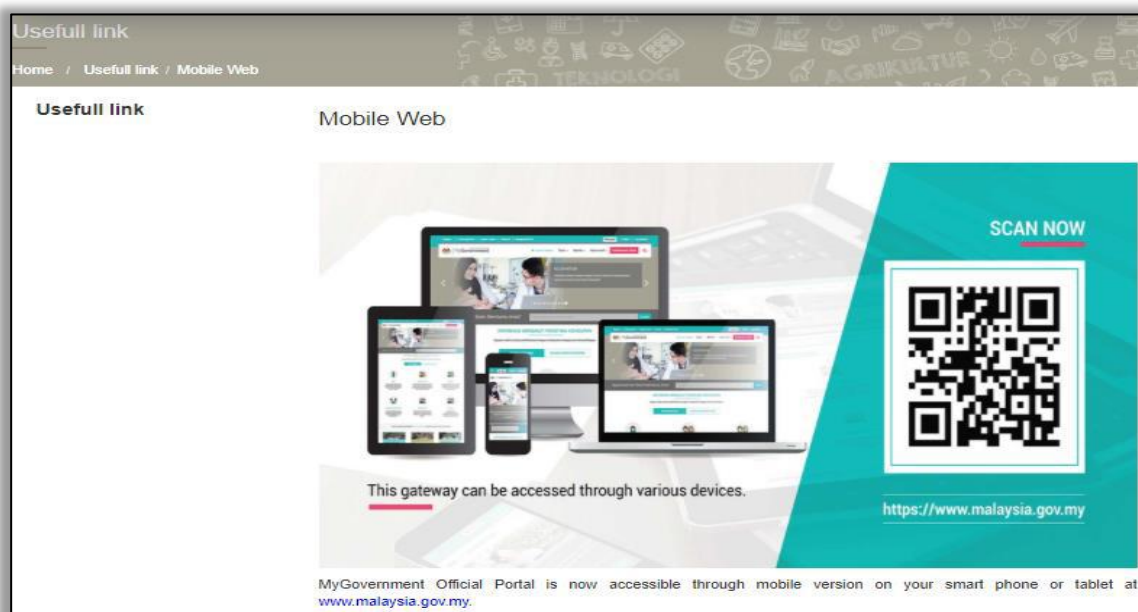 Usefull link
TEKNOLOGI
AGRIKULTUR
Home / Usefull link / Mobile Web
Usefull link
Mobile Web
SCAN NOW
This gateway can be accessed through various devices.
https://www.malaysia.gov.my
MyGovernment Official Portal is now accessible through mobile version on your smart phone or tablet at
www.malaysia.gov.my.